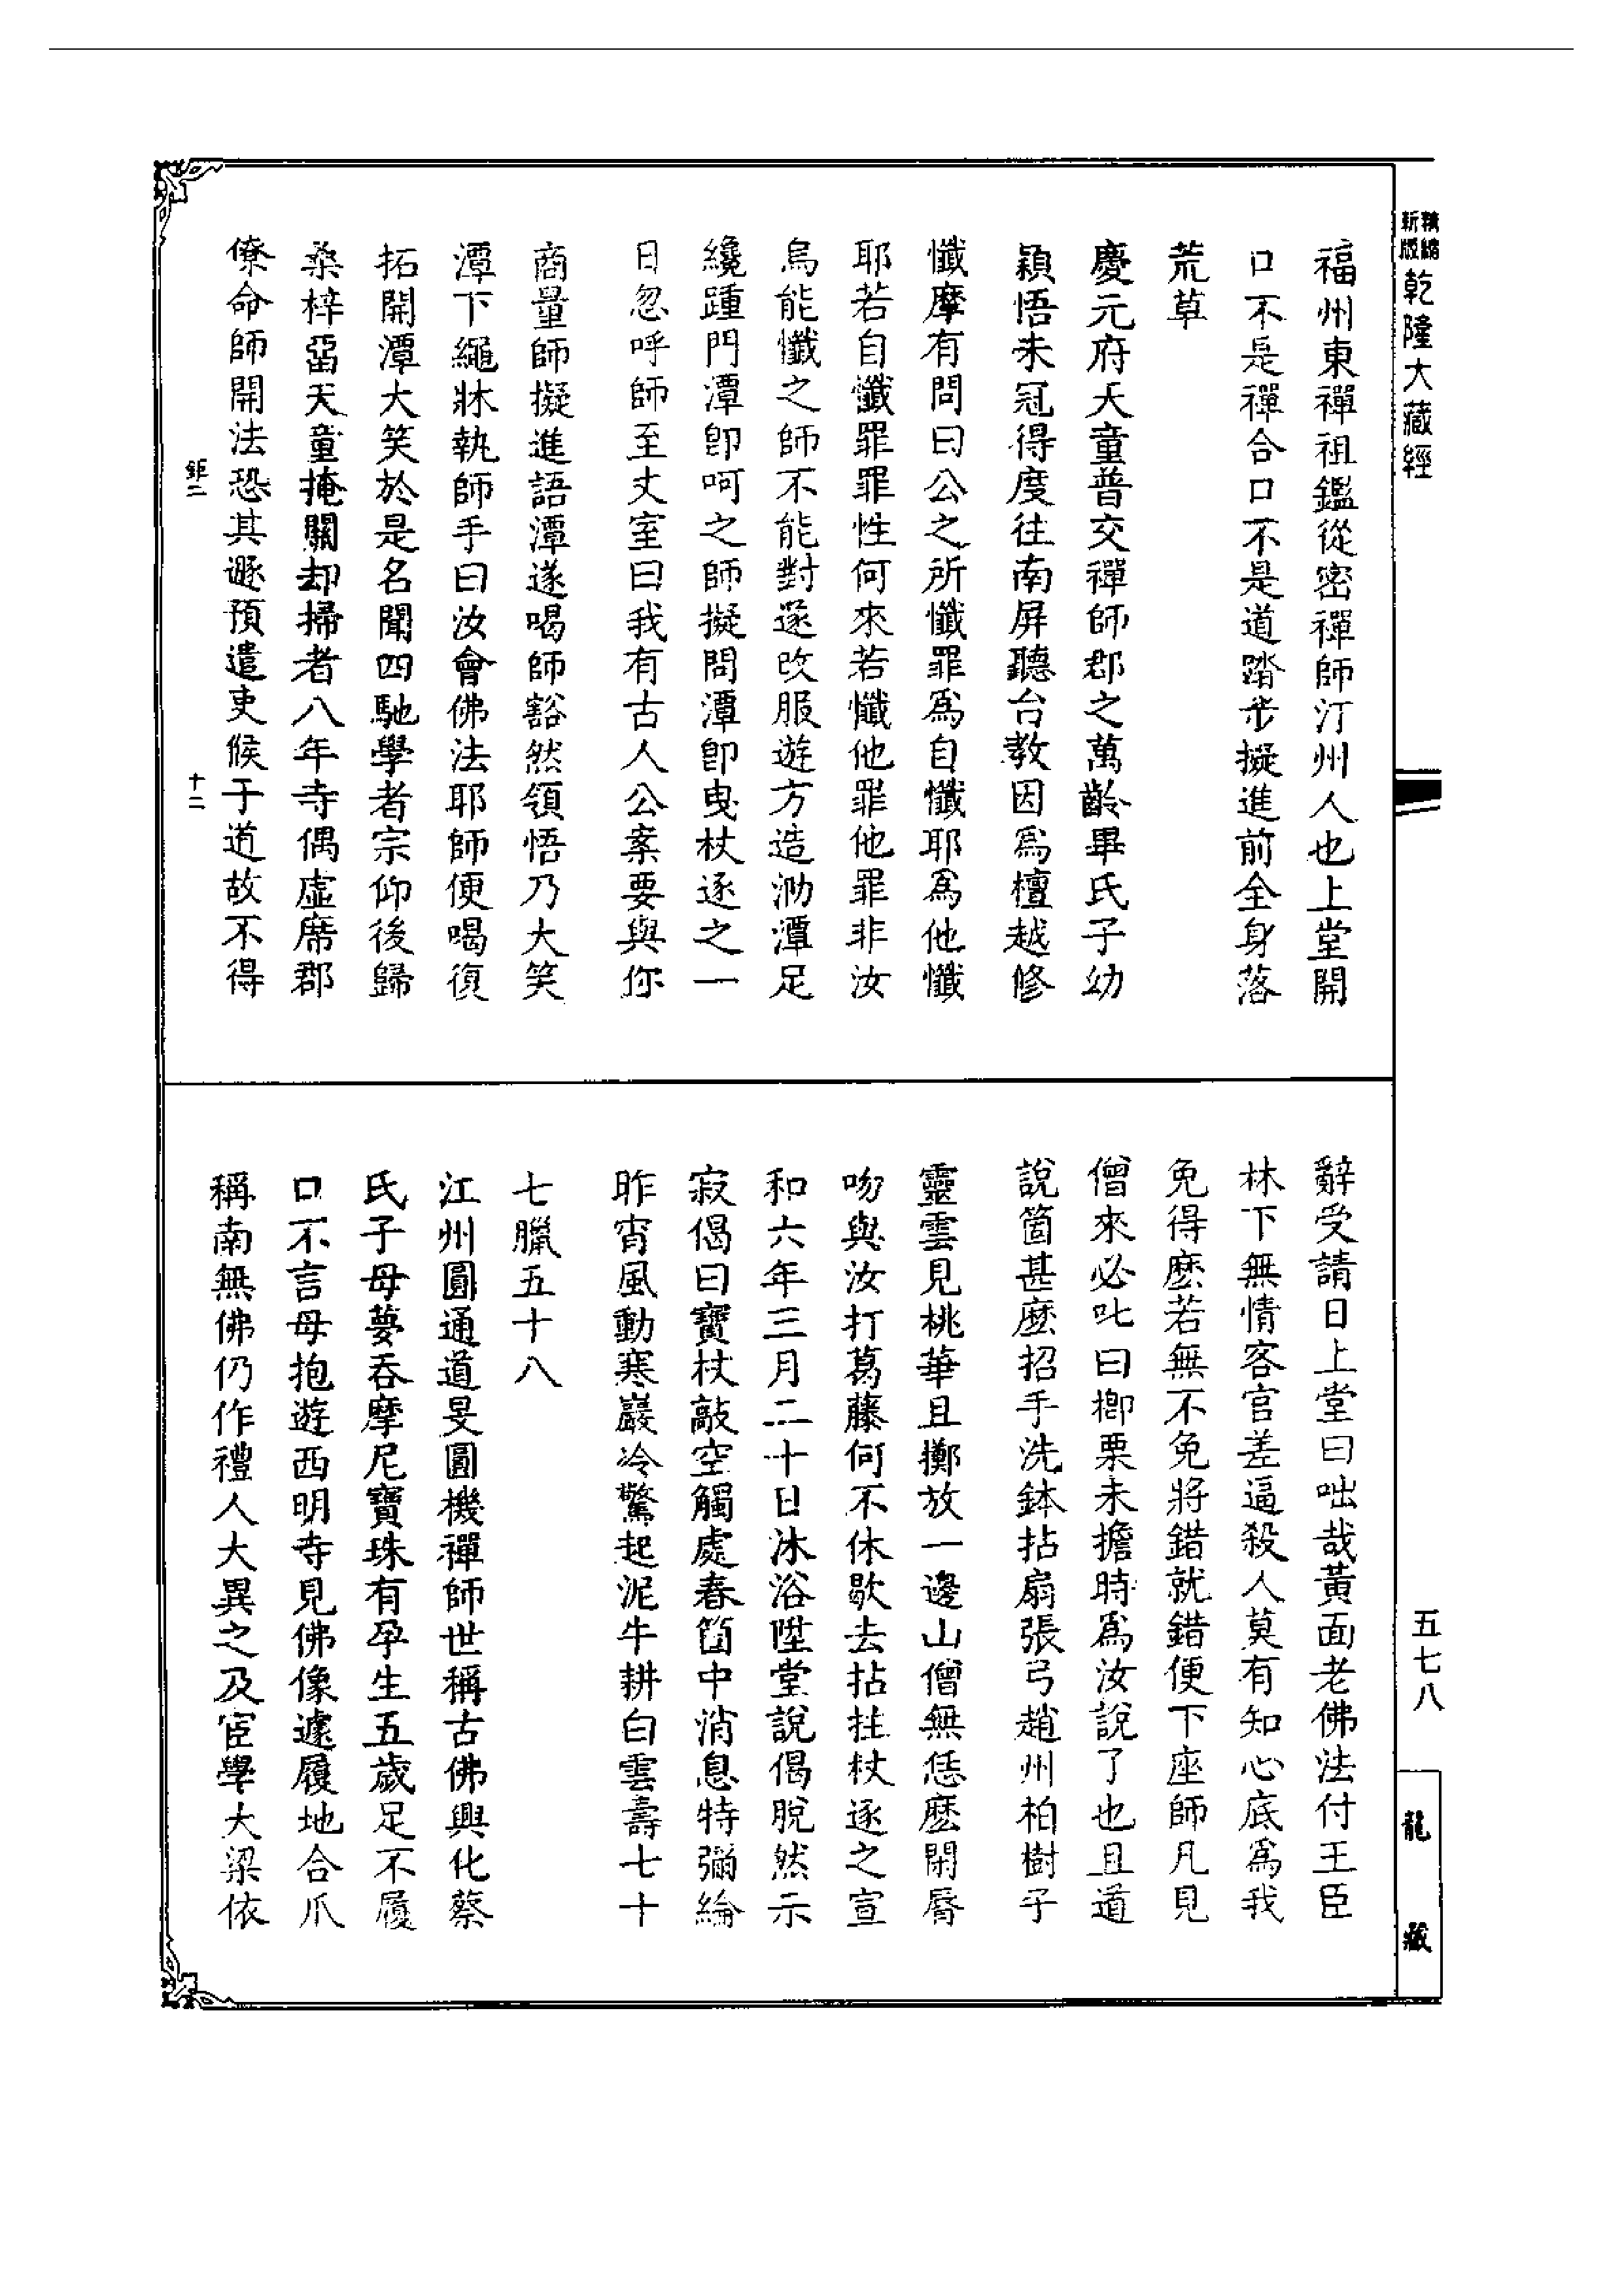 精縮新版乾隆大藏經
福州東禪祖鑑從密禪師汀州人也上堂開
口不是禪合口不是道踏步擬進前全身落
荒草
慶元府天童普交禪師郡之萬齡畢氏子幼
穎悟未冠得度往南屏聽台教因爲檀越修
懺摩有問曰公之所懺罪爲自懺耶爲他懺
耶若自懺罪罪性何來若懺他罪他罪非汝
烏能懺之師不能對遂改服遊方造泐潭足
纔踵門潭卽呵之師擬問潭卽曳杖逐之一
日忽呼師至丈室曰我有古人公案要與你
商量師擬進語潭遂喝師豁然領悟乃大笑
潭下繩牀執師手曰汝會佛法耶師便喝復
拓開潭大笑於是名聞四馳學者宗仰後歸
桑梓畱天童掩關却掃者八年寺偶虛席郡
僚命師開法恐其遯預遣吏候于道故不得
鉅二
十二
辭受請日上堂曰咄哉黃面老佛法付王臣
林下無情客官差逼殺人莫有知心底爲我
免得麽若無不免將錯就錯便下座師凡見
僧來必叱曰楖栗未擔時爲汝說了也且道
說箇甚麽招手洗鉢拈扇張弓趙州柏樹子
靈雲見桃華且擲放一邊山僧無恁麽閒脣
吻與汝打葛藤何不休歇去拈拄杖逐之宣
和六年三月二十日沐浴陞堂說偈脫然示
寂偈曰寶杖敲空觸處春箇中消息特彌綸
昨宵風動寒巖冷驚起泥牛耕白雲壽七十
七臘五十八
江州圓通道旻圓機禪師世稱古佛興化蔡
氏子母夢吞摩尼寶珠有孕生五歲足不履
口不言母抱遊西明寺見佛像遽履地合爪
稱南無佛仍作禮人大異之及宦學大梁依
五七八
龍藏